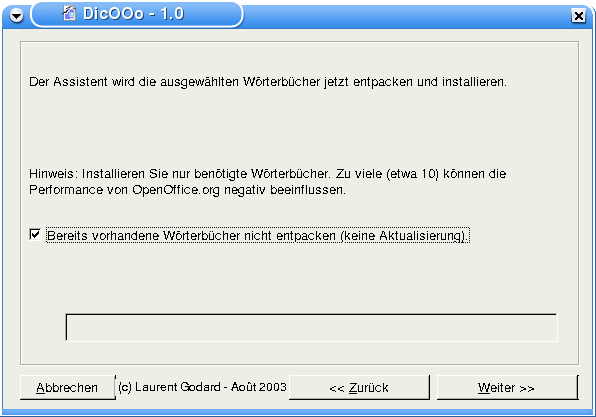 DicOOo - 1.0
Der Assistent wird die ausgewählten Wörterbücher jetzt entpacken und installieren.
Hinweis: Installieren Sie nur benötigte Wörterbücher. Zu viele (etwa 10) können die
Performance von OpenOffice.org negativ beeinflussen.
Bereits vorhandene Wörterbücher nicht entpacken (keine Aktualisierung).
Abbrechen (c) Laurent Godard - Août 2003 << Zurück Weiter >>